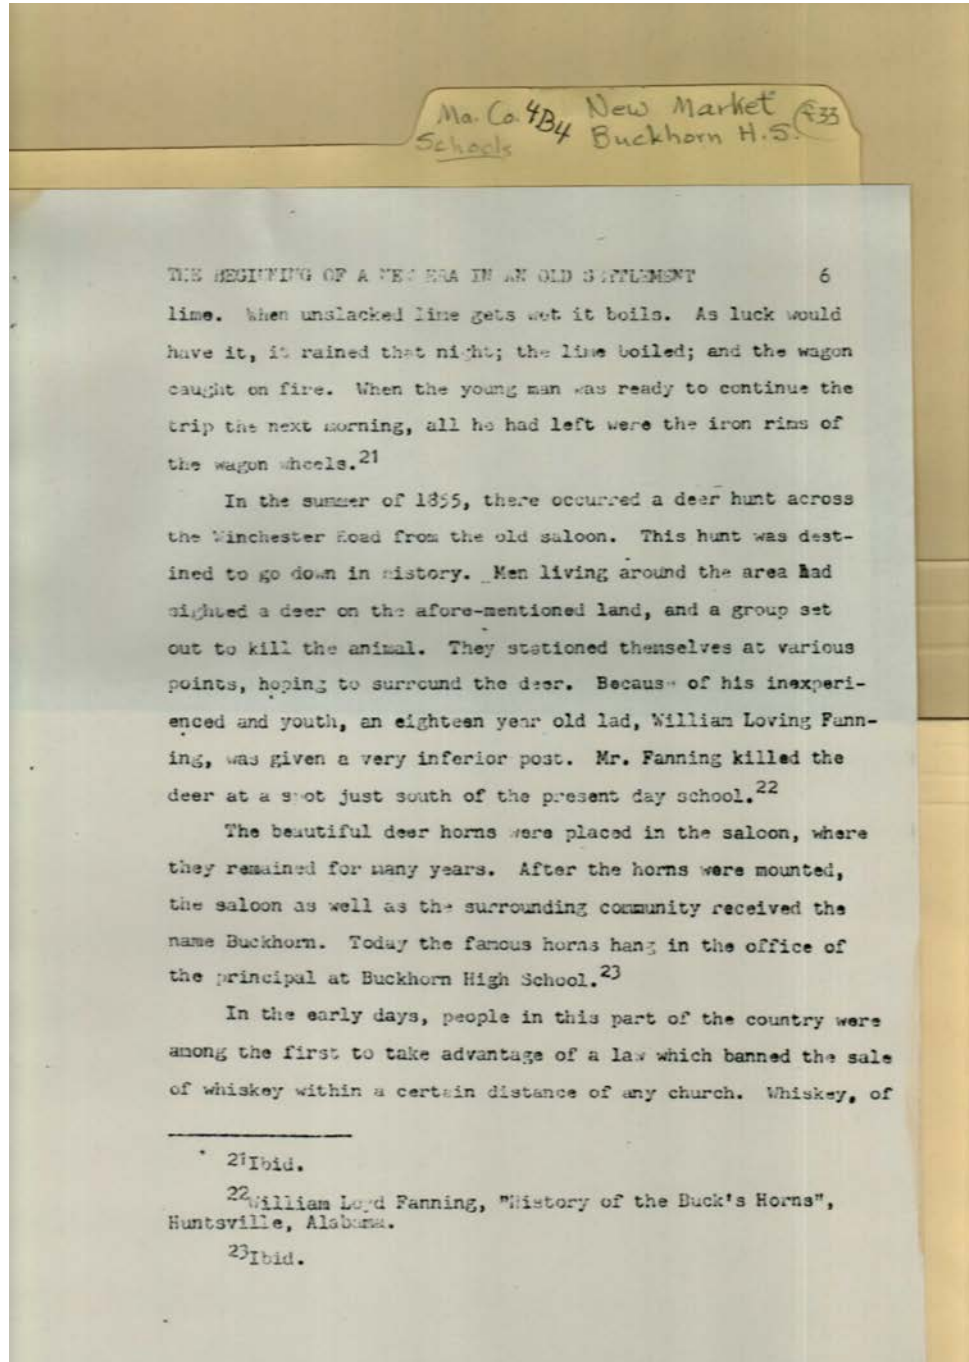 Ma. Co. 4B4 New Market F33
Schools Buckhorn H.S.
THE BEGINNING OF A NEW ERA IN AN OLD SETTLEMENT 6
lime. When unslacked lime gets wet it boils. As luck would
have it, it rained that night; the lime boiled; and the wagon
caught on fire. When the young man was ready to continue the
trip the next morning, all he had left were the iron rims of
the wagon wheels.21
In the summer of 1855, there occurred a deer hunt across
the Winchester Road from the old saloon. This hunt was dest-
ined to go down in history. Men living around the area had
sighted a deer on the afore-mentioned land, and a group set
out to kill the animal. They stationed themselves at various
points, hoping to surround the deer. Because of his inexperi-
enced and youth, an eighteen year old lad, William Loving Fann-
ing, was given a very inferior post. Mr. Fanning killed the
deer at a spot just south of the present day school.22
The beautiful deer horns were placed in the saloon, where
they remained for many years. After the horns were mounted,
the saloon as well as the surrounding community received the
name Buckhorn. Today the famous horns hang in the office of
the principal at Buckhorn High School.23
In the early days, people in this part of the country were
among the first to take advantage of a law which banned the sale
of whiskey within a certain distance of any church. Whiskey, of
21Ibid.
22William Loyd Fanning, "History of the Buck's Horns",
Huntsville, Alabama.
23Ibid.